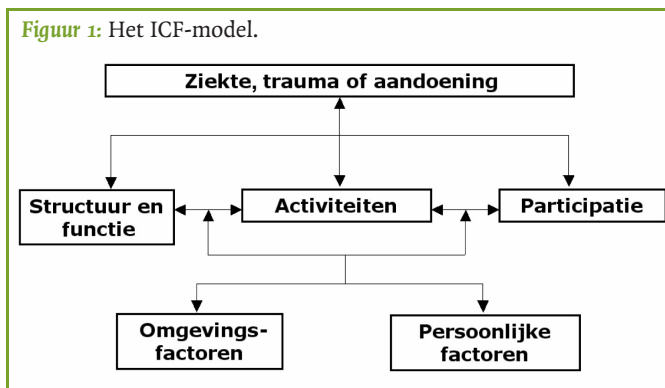 Figuur 1: Het ICF-model.
Ziekte, trauma of aandoening
Structuur en
functie
Activiteiten
Participatie
Omgevings-
factoren
Persoonlijke
factoren